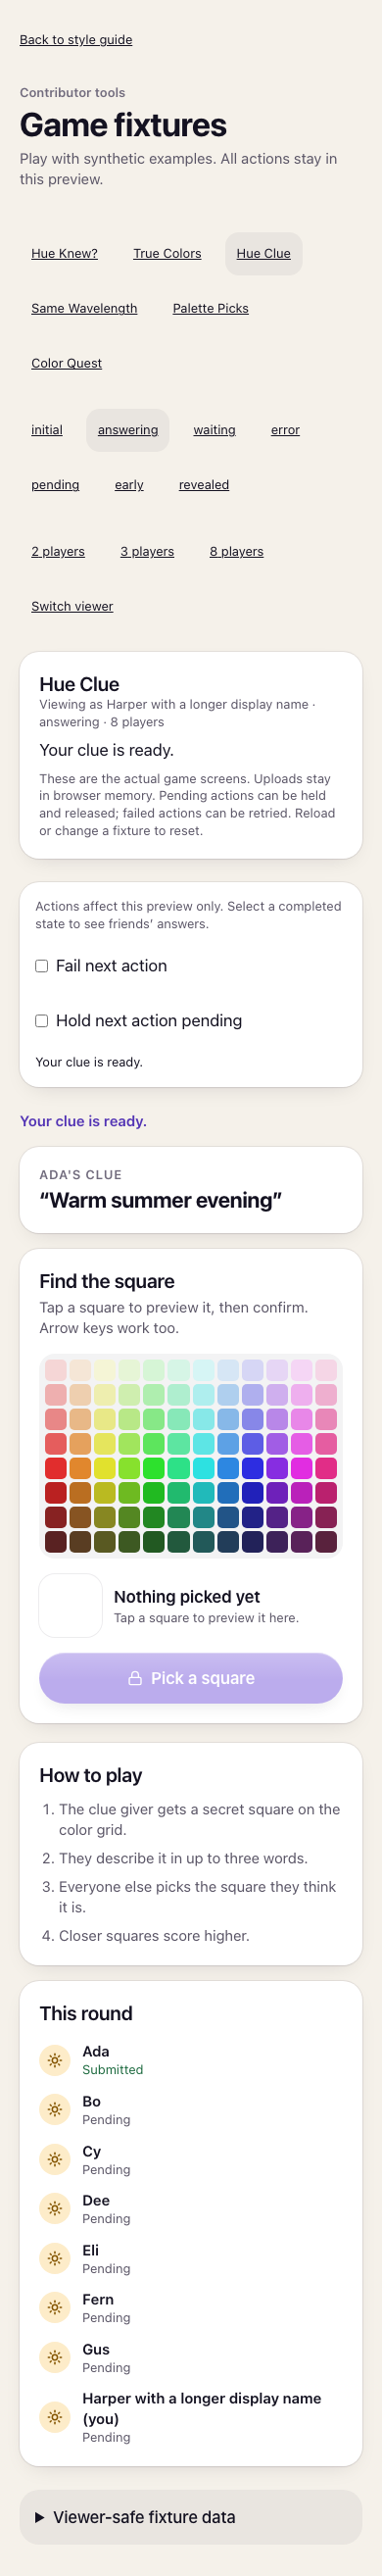 Back to style guide
Contributor tools
Game fixtures
Play with synthetic examples. All actions stay in
this preview.
Hue Knew? True Colors Hue Clue
Same Wavelength Palette Picks
Color Quest
initial answering waiting error
pending early revealed
2 players 3 players 8 players
Switch viewer
Hue Clue
Viewing as Harper with a longer display name ·
answering · 8 players
Your clue is ready.
These are the actual game screens. Uploads stay
in browser memory. Pending actions can be held
and released; failed actions can be retried. Reload
or change a fixture to reset.
Actions affect this preview only. Select a completed
state to see friends’ answers.
Fail next action
Hold next action pending
Your clue is ready.
Your clue is ready.
ADA'S CLUE
“Warm summer evening”
Find the square
Tap a square to preview it, then confirm.
Arrow keys work too.
Nothing picked yet
Tap a square to preview it here.
Pick a square
How to play
1. The clue giver gets a secret square on the
color grid.
2. They describe it in up to three words.
3. Everyone else picks the square they think
it is.
4. Closer squares score higher.
This round
Ada
Submitted
Bo
Pending
Cy
Pending
Dee
Pending
Eli
Pending
Fern
Pending
Gus
Pending
Harper with a longer display name
(you)
Pending
Viewer-safe fixture data